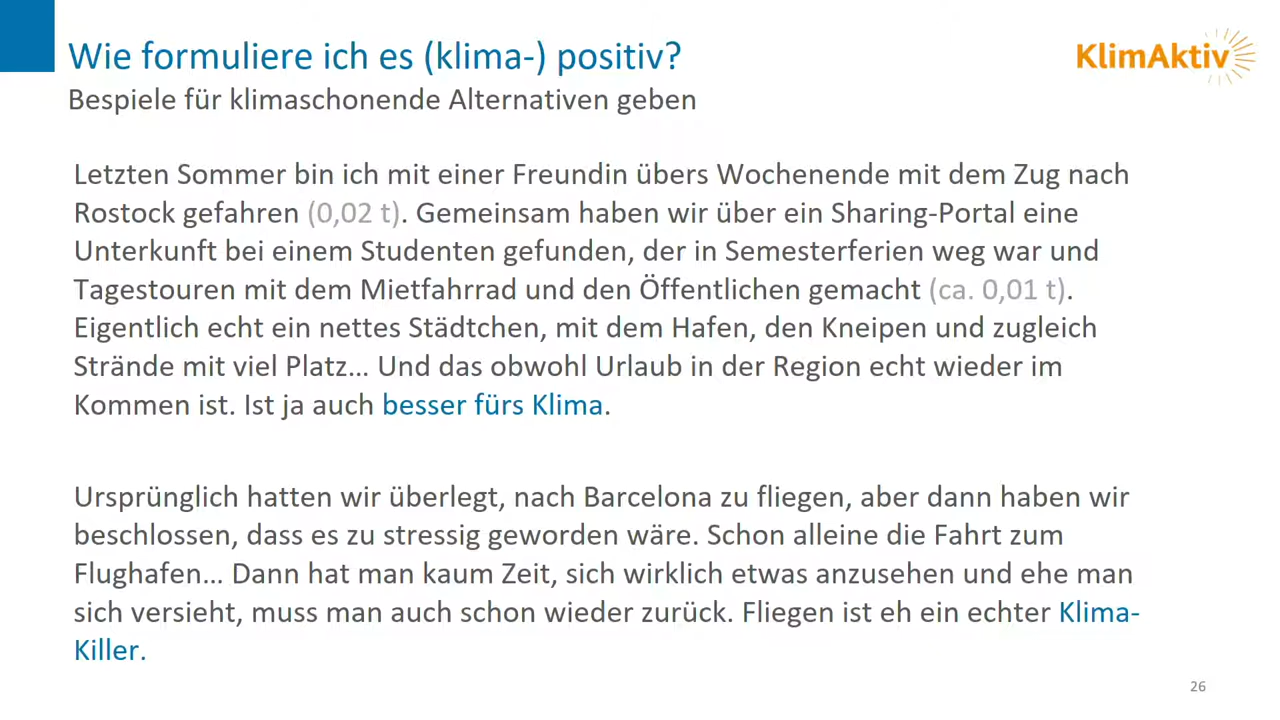 Wie formuliere ich es (klima-) positiv?
KlimAktiv
Bespiele für klimaschonende Alternativen geben
Letzten Sommer bin ich mit einer Freundin übers Wochenende mit dem Zug nach
Rostock gefahren (0,02 t). Gemeinsam haben wir über ein Sharing-Portal eine
Unterkunft bei einem Studenten gefunden, der in Semesterferien weg war und
Tagestouren mit dem Mietfahrrad und den Öffentlichen gemacht (ca. 0,01 t).
Eigentlich echt ein nettes Städtchen, mit dem Hafen, den Kneipen und zugleich
Strände mit viel Platz... Und das obwohl Urlaub in der Region echt wieder im
Kommen ist. Ist ja auch besser fürs Klima.
Ursprünglich hatten wir überlegt, nach Barcelona zu fliegen, aber dann haben wir
beschlossen, dass es zu stressig geworden wäre. Schon alleine die Fahrt zum
Flughafen... Dann hat man kaum Zeit, sich wirklich etwas anzusehen und ehe man
sich versieht, muss man auch schon wieder zurück. Fliegen ist eh ein echter Klima-
Killer.
26